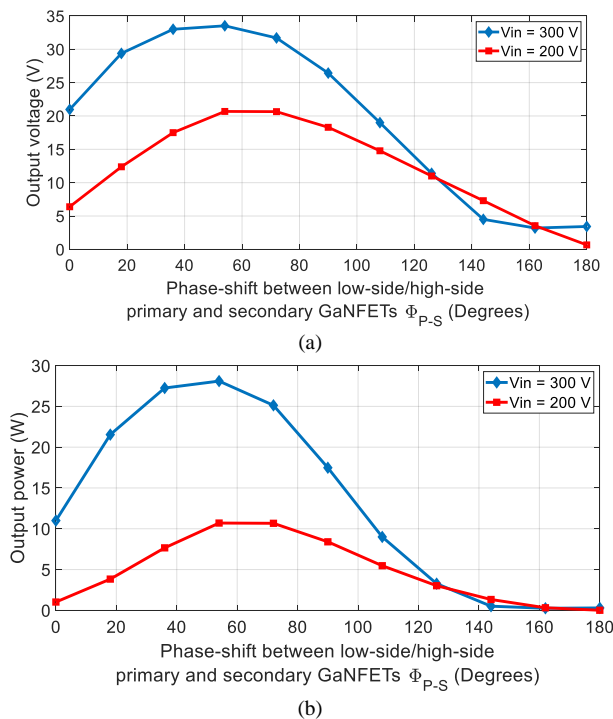 35
30
25
20
15
10
5
0
Output voltage (V)
Vin = 300 V
Vin = 200 V
0 20 40 60 80 100 120 140 160 180
Phase-shift between low-side/high-side
primary and secondary GaNFETs Φ_P-S (Degrees)
(a)
30
25
20
15
10
5
0
Output power (W)
Vin = 300 V
Vin = 200 V
0 20 40 60 80 100 120 140 160 180
Phase-shift between low-side/high-side
primary and secondary GaNFETs Φ_P-S (Degrees)
(b)